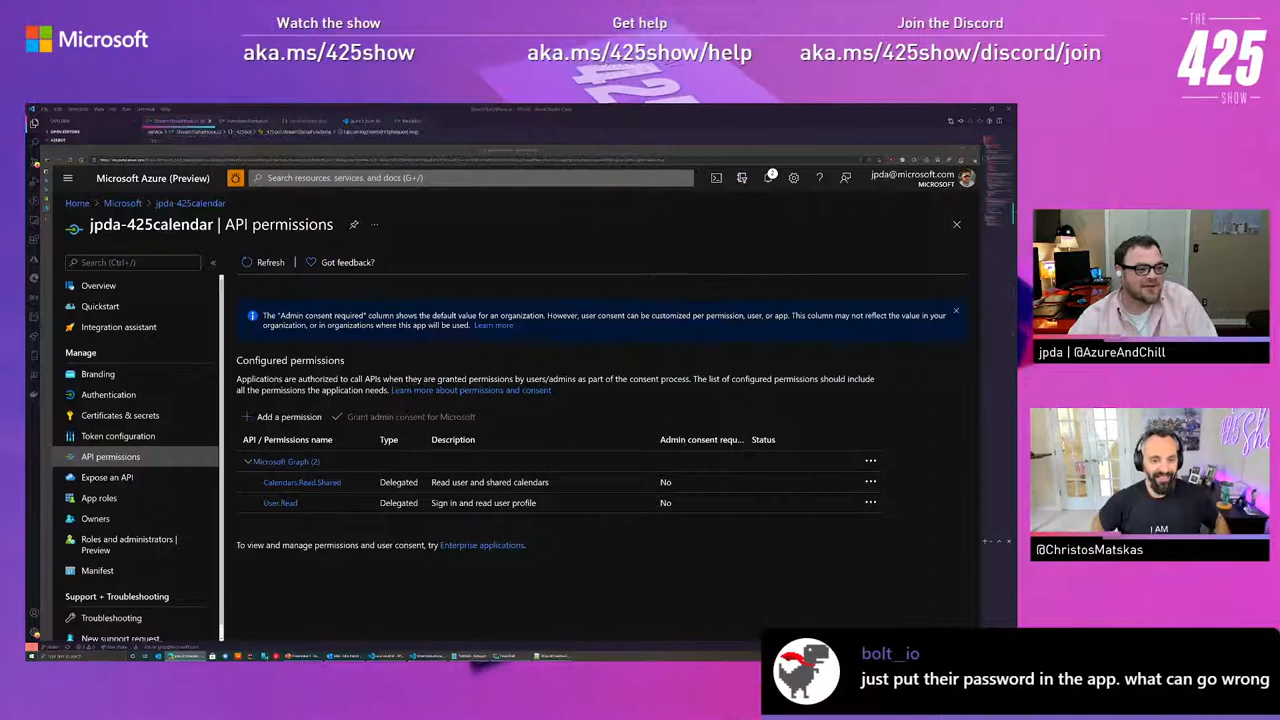 Microsoft
Watch the show
aka.ms/425show
Get help
aka.ms/425show/help
Join the Discord
aka.ms/425show/discord/join
THE
425
SHOW
Microsoft Azure (Preview)
Search resources, services, and docs (G+/)
2
jpda@microsoft.com
MICROSOFT
Home
Microsoft
jpda-425calendar
jpda-425calendar | API permissions
Search (Ctrl+/)
Refresh
Got feedback?
Overview
Quickstart
Integration assistant
Manage
Branding
Authentication
Certificates & secrets
Token configuration
API permissions
Expose an API
App roles
Owners
Roles and administrators |
Preview
Manifest
Support + Troubleshooting
Troubleshooting
New support request
The "Admin consent required" column shows the default value for an organization. However, user consent can be customized per permission, user, or app. This column may not reflect the value in your
organization, or in organizations where this app will be used. Learn more
Configured permissions
Applications are authorized to call APIs when they are granted permissions by users/admins as part of the consent process. The list of configured permissions should include
all the permissions the application needs. Learn more about permissions and consent
Add a permission
Grant admin consent for Microsoft
API / Permissions name Type Description Admin consent requ... Status
Microsoft Graph (2)
Calendars.Read.Shared Delegated Read user and shared calendars No
User.Read Delegated Sign in and read user profile No
To view and manage permissions and user consent, try Enterprise applications.
jpda | @AzureAndChill
I AM
@ChristosMatskas
bolt_io
just put their password in the app. what can go wrong